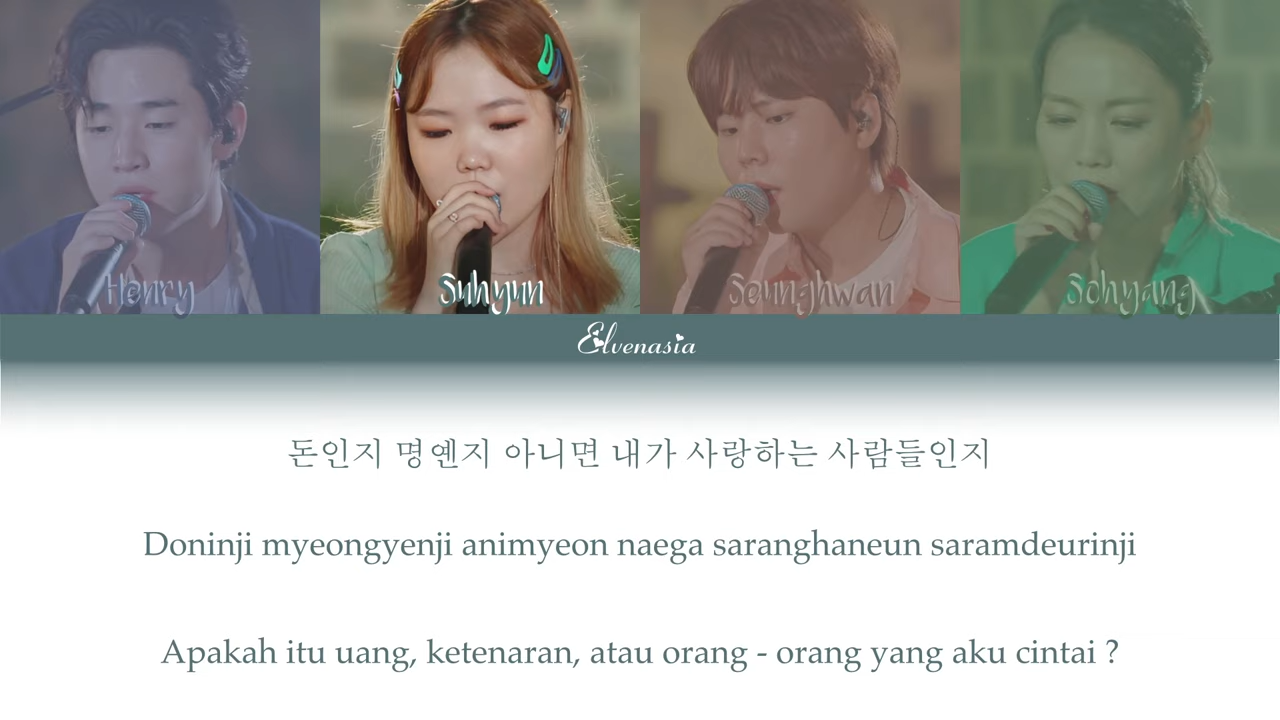 Henry
Suhyun
Seunghwan
Sohyang
Elvenasia
돈인지 명옌지 아니면 내가 사랑하는 사람들인지
Doninji myeongyenji animyeon naega saranghaneun saramdeurinji
Apakah itu uang, ketenaran, atau orang - orang yang aku cintai ?